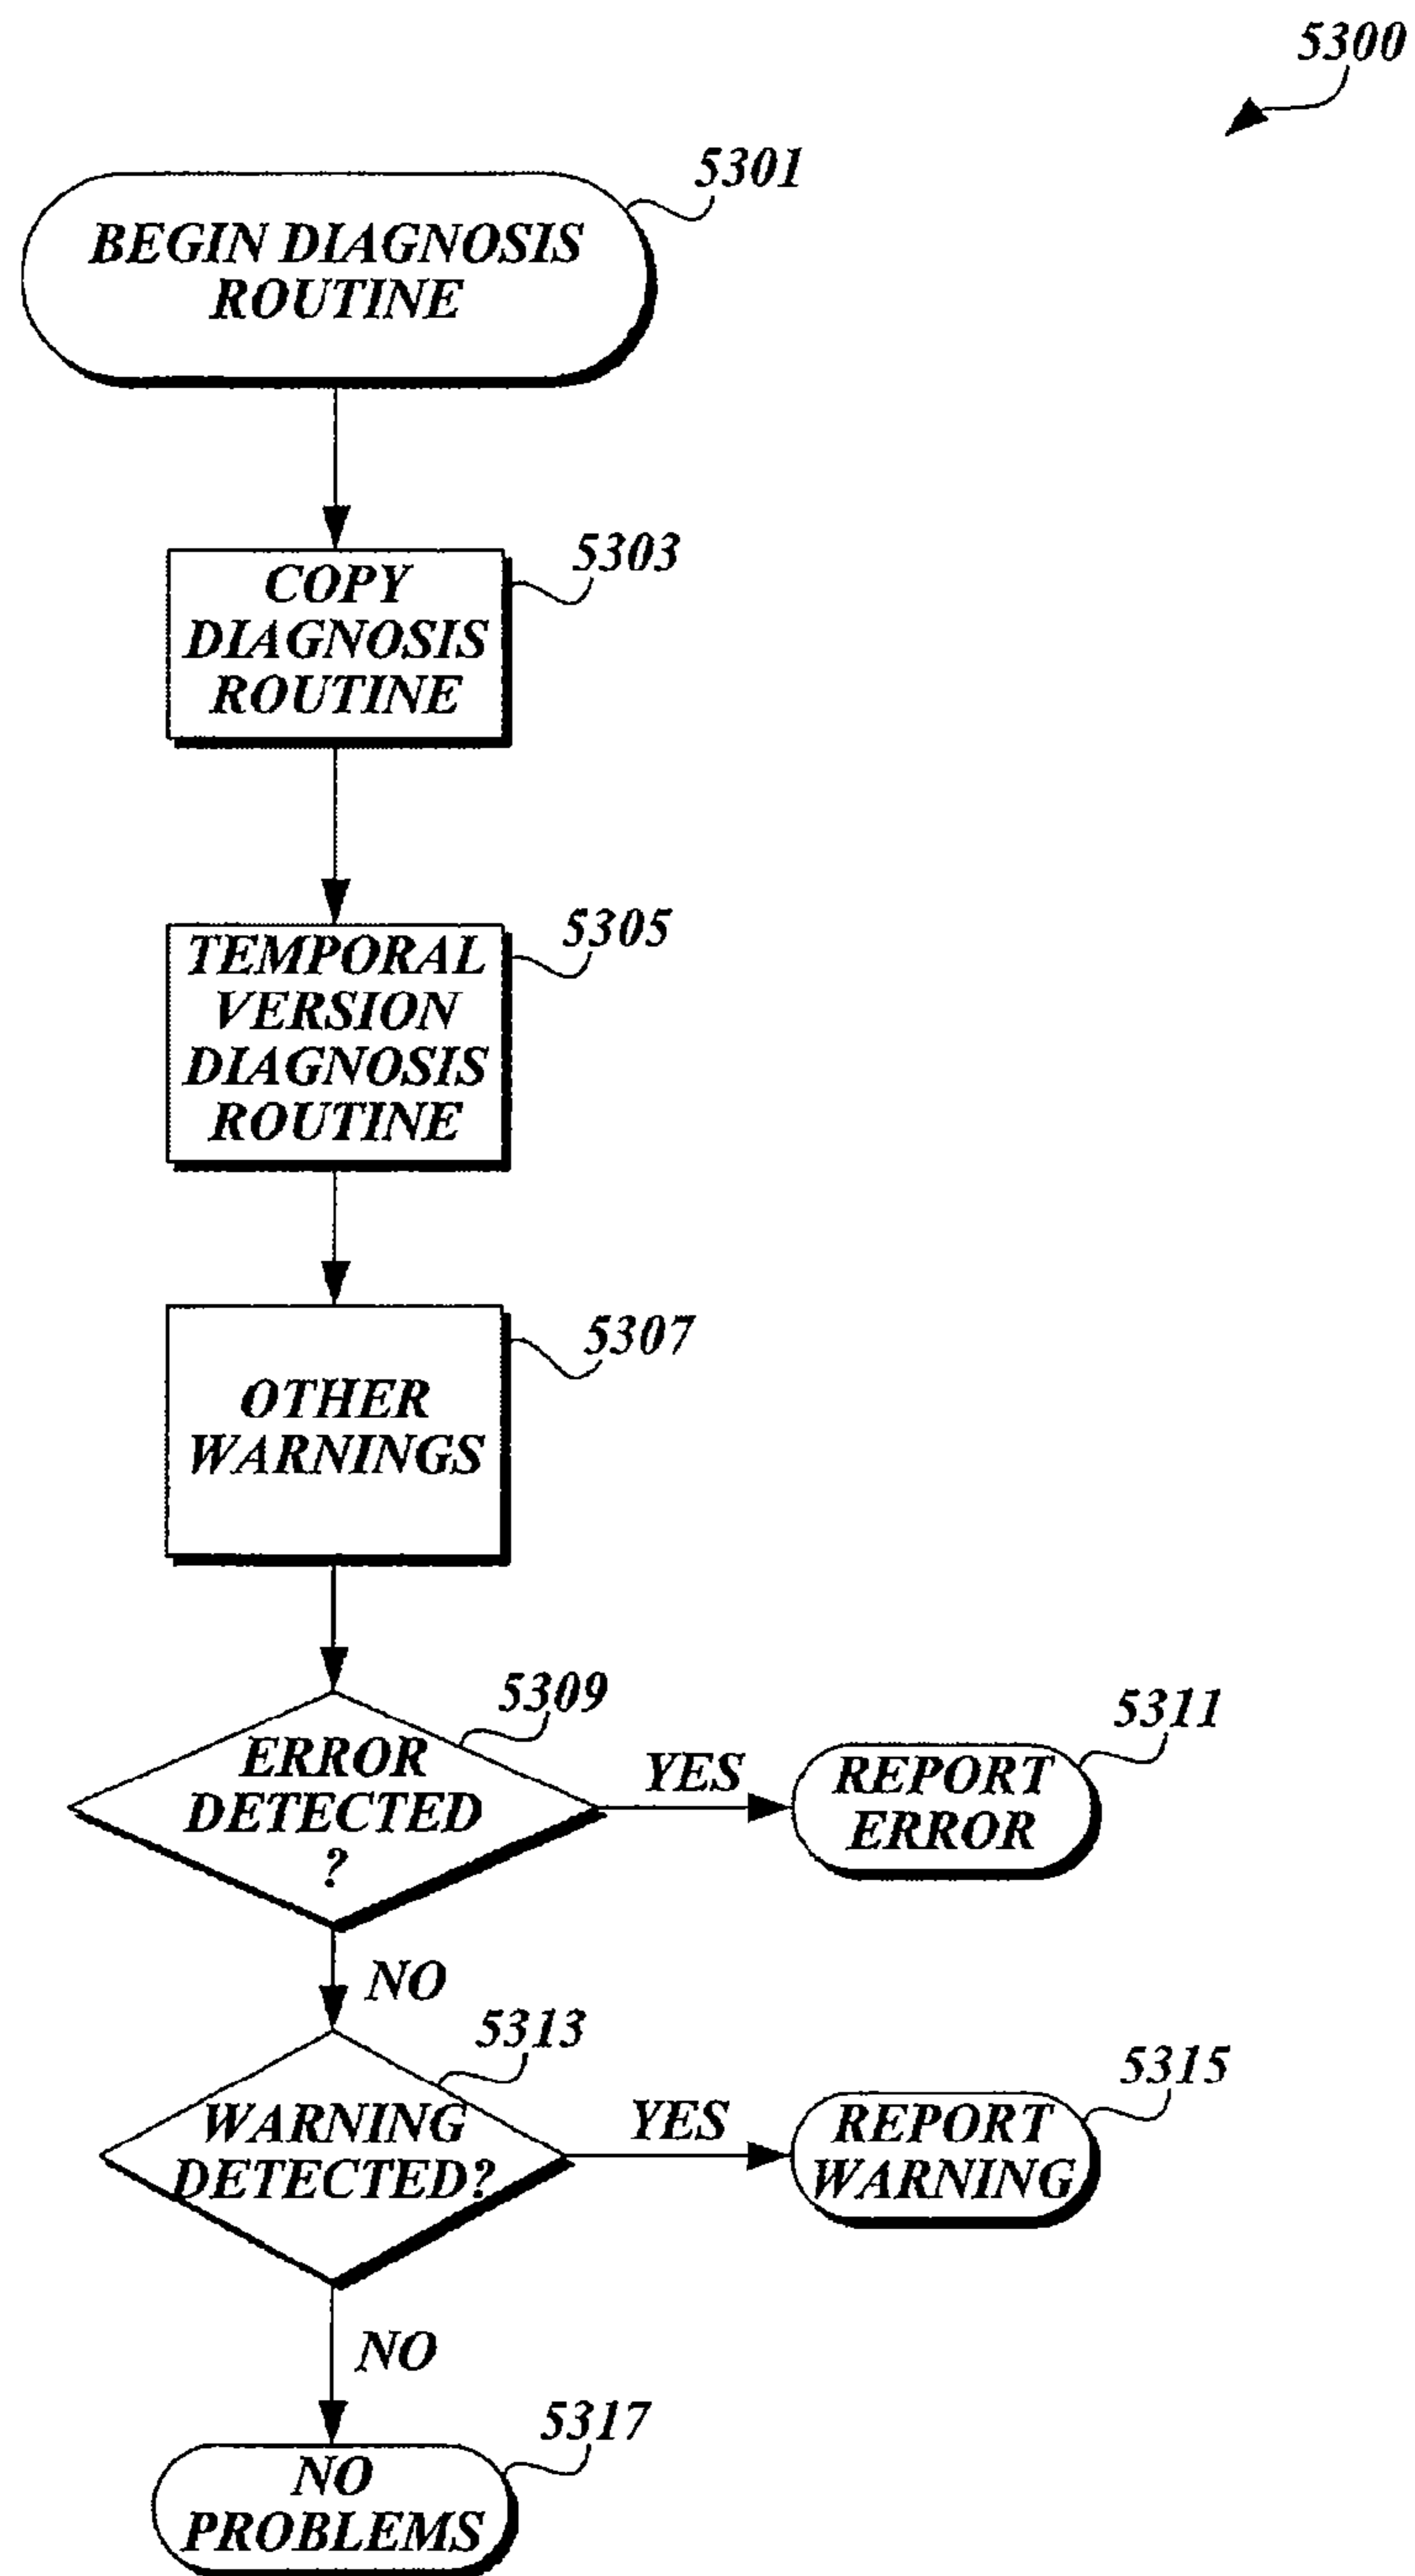 5300
5301
BEGIN DIAGNOSIS
ROUTINE
5303
COPY
DIAGNOSIS
ROUTINE
5305
TEMPORAL
VERSION
DIAGNOSIS
ROUTINE
5307
OTHER
WARNINGS
5309
ERROR
DETECTED
?
YES
5311
REPORT
ERROR
NO
5313
WARNING
DETECTED?
YES
5315
REPORT
WARNING
NO
5317
NO
PROBLEMS